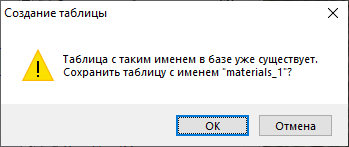 Создание таблицы
Таблица с таким именем в базе уже существует.
Сохранить таблицу с именем "materials_1"?
OK
Отмена